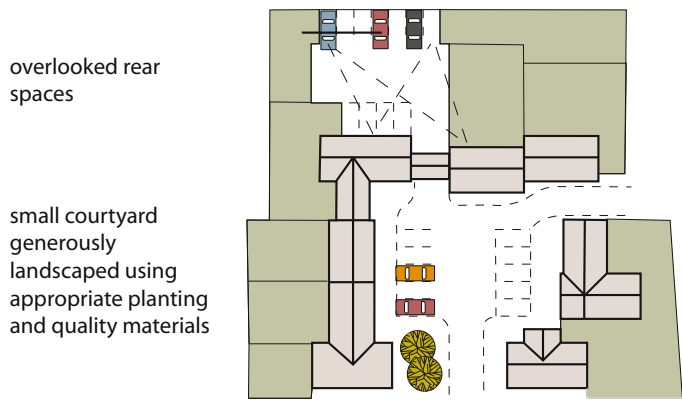 overlooked rear
spaces
small courtyard
generously
landscaped using
appropriate planting
and quality materials